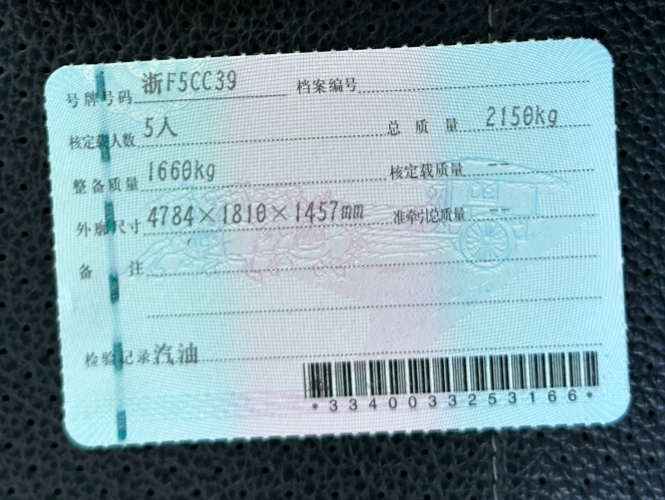 号牌号码 浙F5CC39 档案编号
核定载人数 5人 总质量 2150kg
整备质量 1660kg 核定载质量 --
外廓尺寸 4784×1810×1457mm 准牵引总质量 --
备注
检验记录 汽油
*3340033253166*